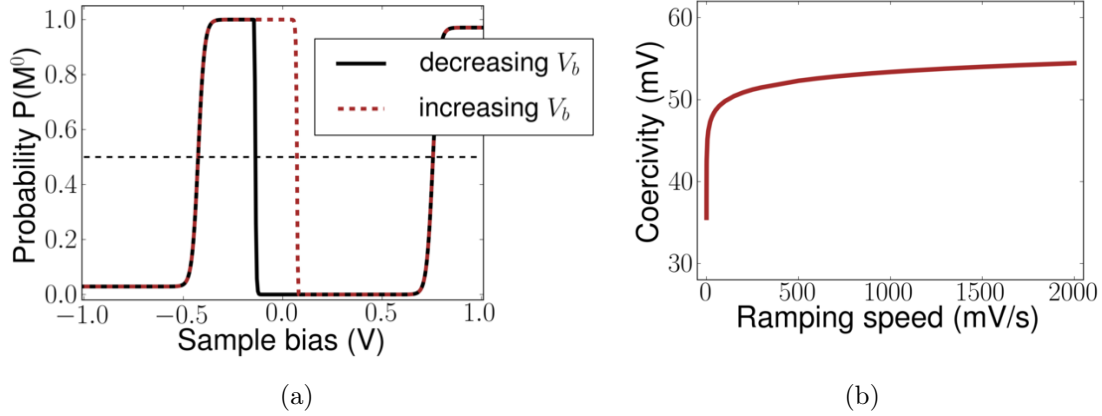 1.0
0.8
0.6
0.4
0.2
0.0
Probability P(M⁰)
−1.0
−0.5
0.0
0.5
1.0
Sample bias (V)
decreasing V_b
increasing V_b
(a)
60
50
40
30
Coercivity (mV)
0
500
1000
1500
2000
Ramping speed (mV/s)
(b)